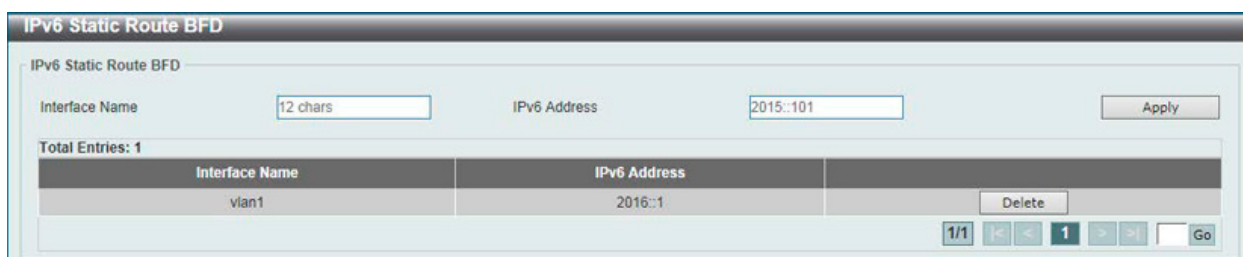 IPv6 Static Route BFD
IPv6 Static Route BFD
Interface Name 12 chars IPv6 Address 2015::101 Apply
Total Entries: 1
Interface Name IPv6 Address
vlan1 2016::1 Delete
1/1 |< < 1 > >| Go